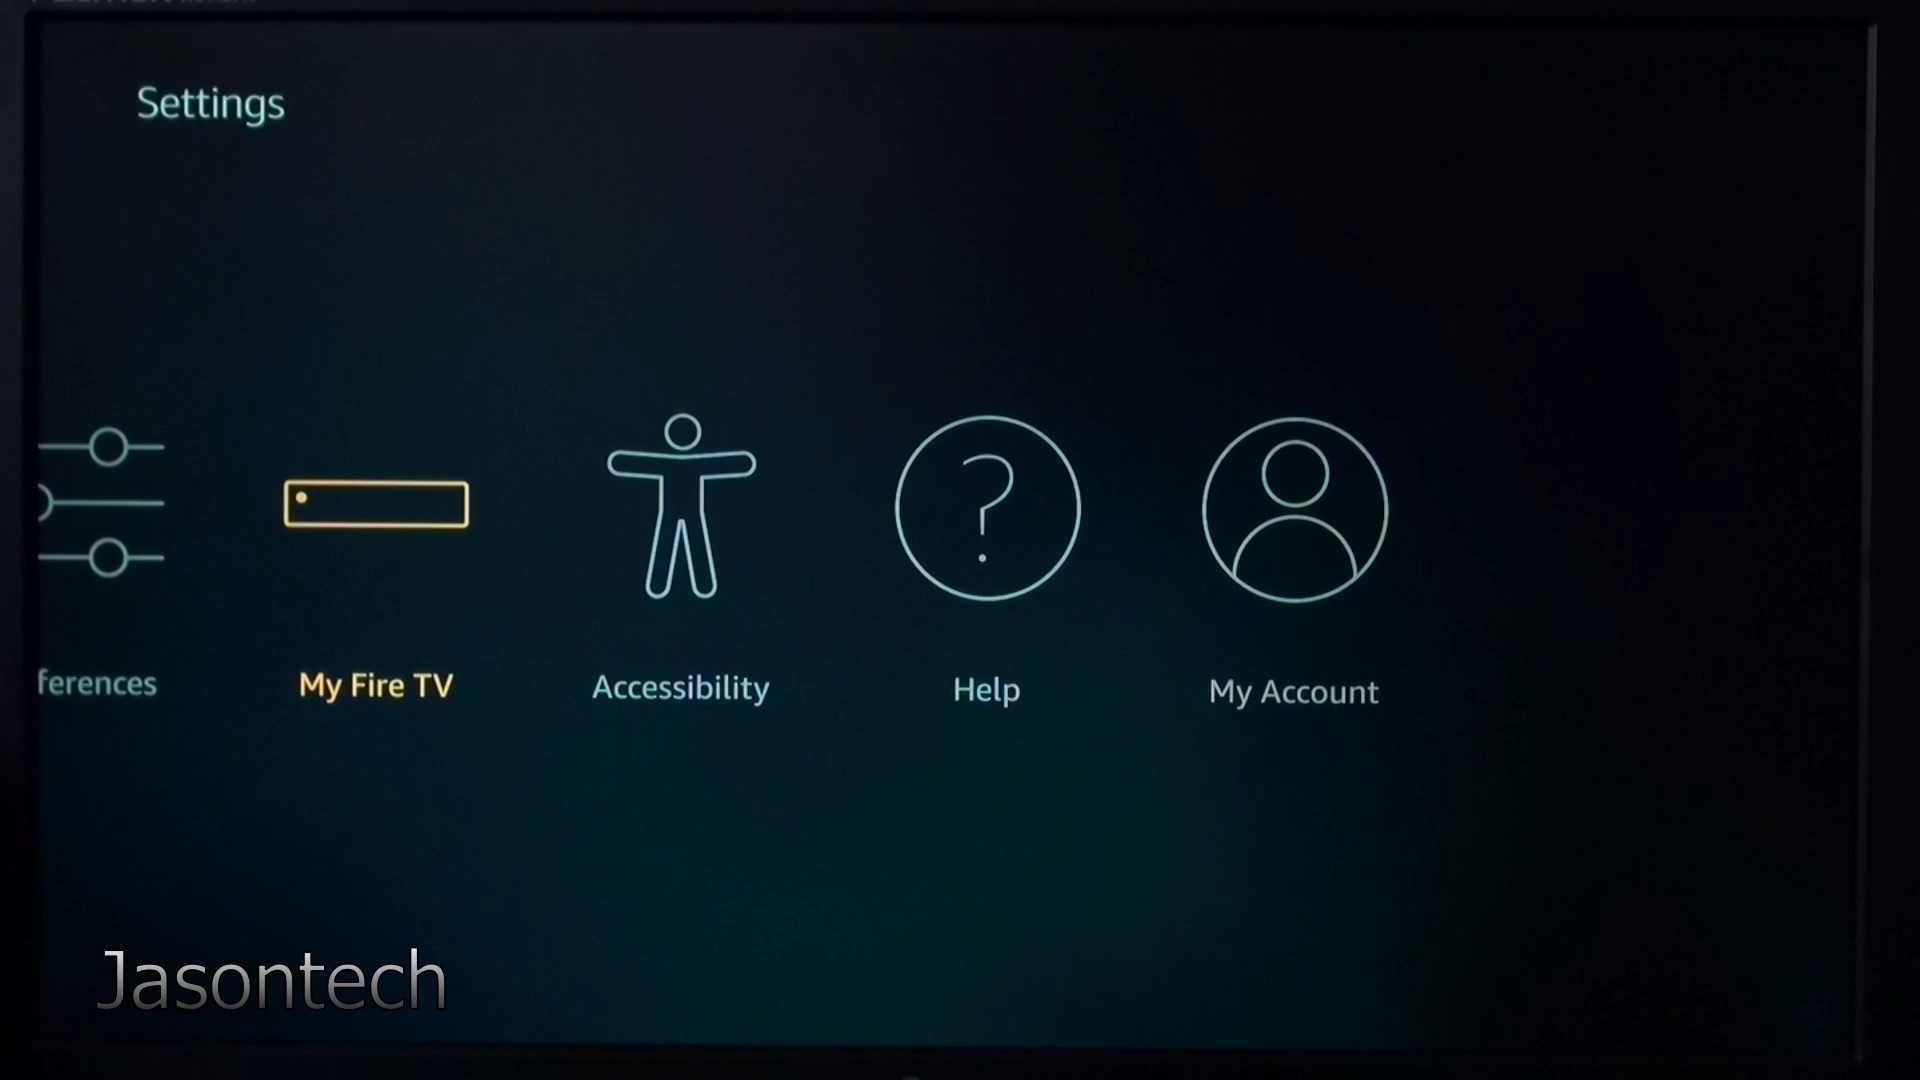 Settings
ferences
My Fire TV
Accessibility
Help
My Account
Jasontech